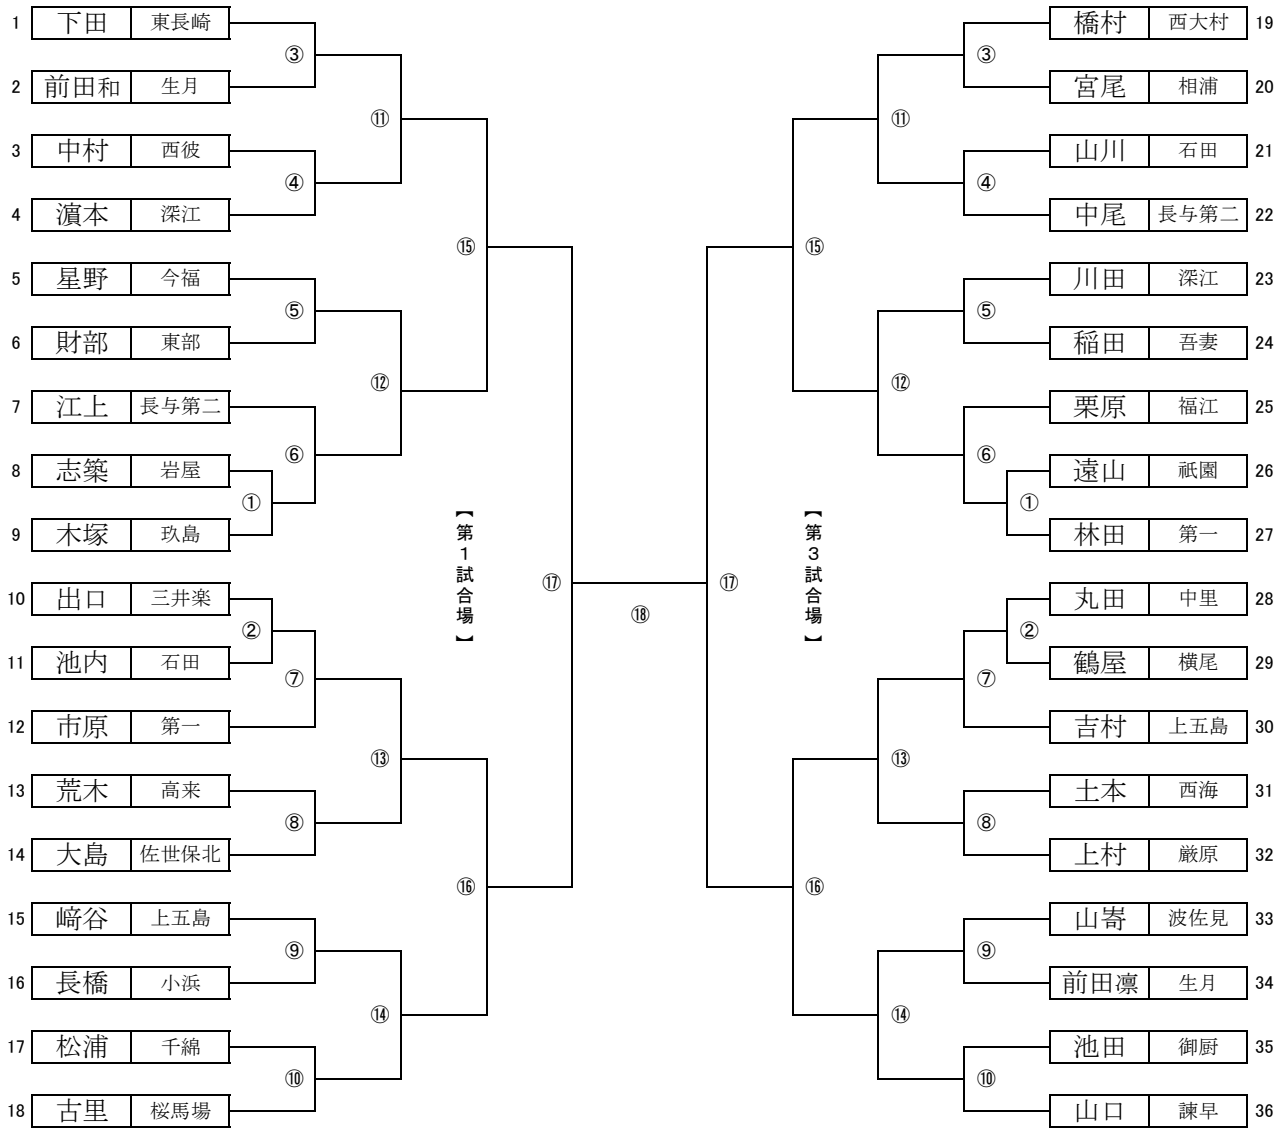 1 下田 東長崎
2 前田和 生月
3 中村 西彼
4 濵本 深江
5 星野 今福
6 財部 東部
7 江上 長与第二
8 志築 岩屋
9 木塚 玖島
10 出口 三井楽
11 池内 石田
12 市原 第一
13 荒木 高来
14 大島 佐世保北
15 﨑谷 上五島
16 長橋 小浜
17 松浦 千綿
18 古里 桜馬場
③
④
⑤
①
⑥
②
⑦
⑧
⑨
⑩
⑪
⑫
⑬
⑭
⑮
⑯
【第1試合場】
⑰
⑱
⑰
【第3試合場】
⑮
⑯
⑪
⑫
⑬
⑭
③
④
⑤
⑥
①
②
⑦
⑧
⑨
⑩
橋村 西大村 19
宮尾 相浦 20
山川 石田 21
中尾 長与第二 22
川田 深江 23
稲田 吾妻 24
栗原 福江 25
遠山 祇園 26
林田 第一 27
丸田 中里 28
鶴屋 横尾 29
吉村 上五島 30
土本 西海 31
上村 厳原 32
山嵜 波佐見 33
前田凛 生月 34
池田 御厨 35
山口 諫早 36